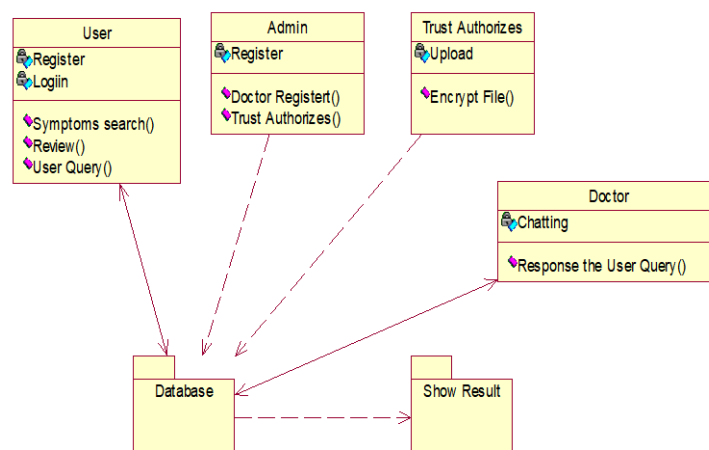 User
Register
Logiin
Symptoms search()
Review()
User Query()
Admin
Register
Doctor Registert()
Trust Authorizes()
Trust Authorizes
Upload
Encrypt File()
Doctor
Chatting
Response the User Query()
Database
Show Result